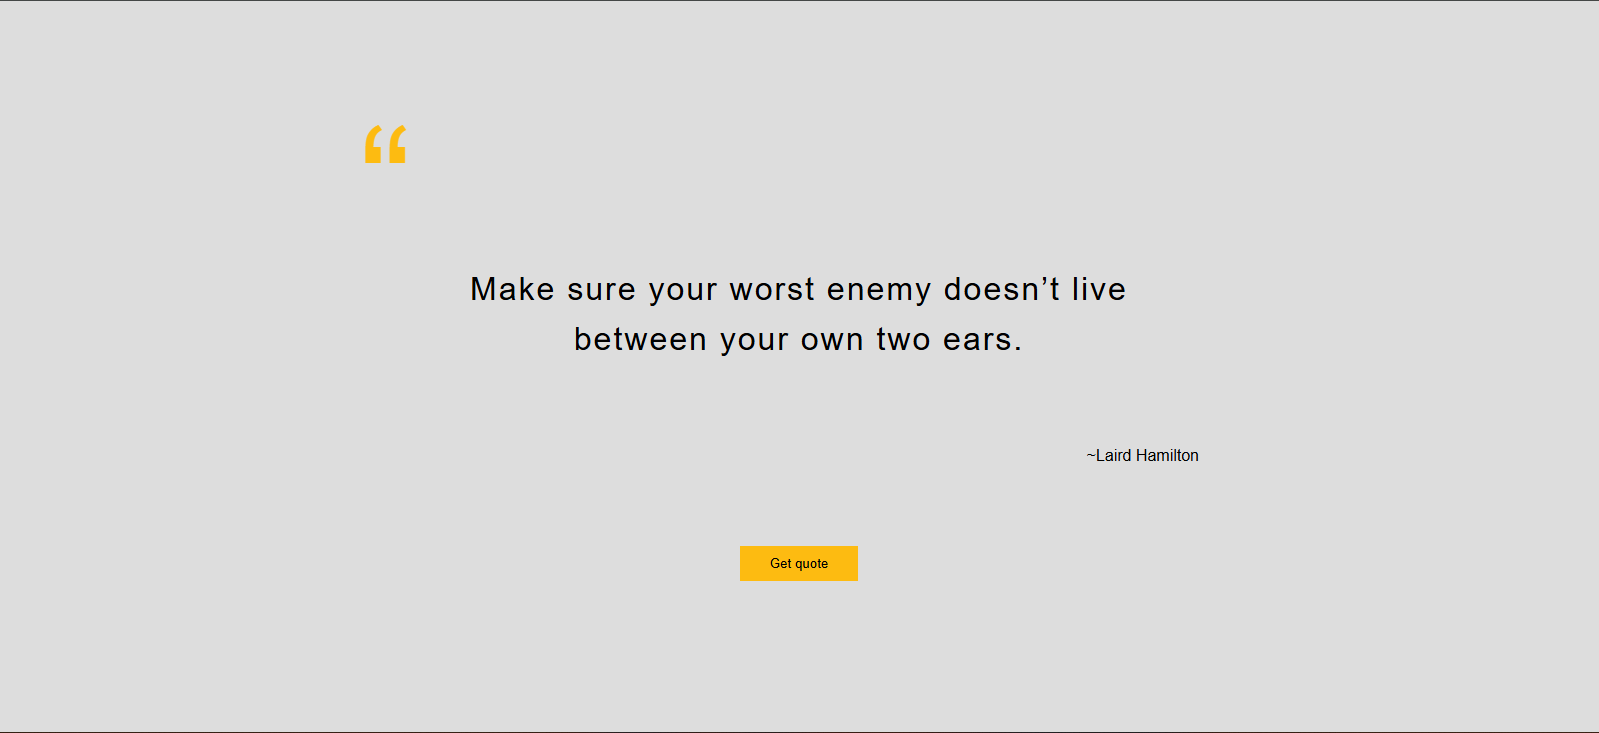 “
Make sure your worst enemy doesn’t live
between your own two ears.
~Laird Hamilton
Get quote